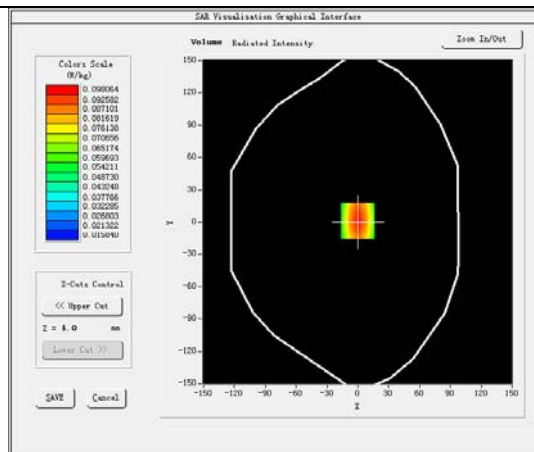 SAR Visualisation Graphical Interface
Volume Radiated Intensity
Zoom In/Out
Colors Scale
(W/kg)
0.098064
0.092582
0.087101
0.081619
0.076138
0.070656
0.065174
0.059693
0.054211
0.048730
0.043248
0.037766
0.032285
0.026803
0.021322
0.015840
Z-Cuts Control
<< Upper Cut
Z = 4.0 mm
Lower Cut >>
SAVE Cancel
150
120
90
60
30
0
-30
-60
-90
-120
-150
Y
-150 -120 -90 -60 -30 0 30 60 90 120 150
X